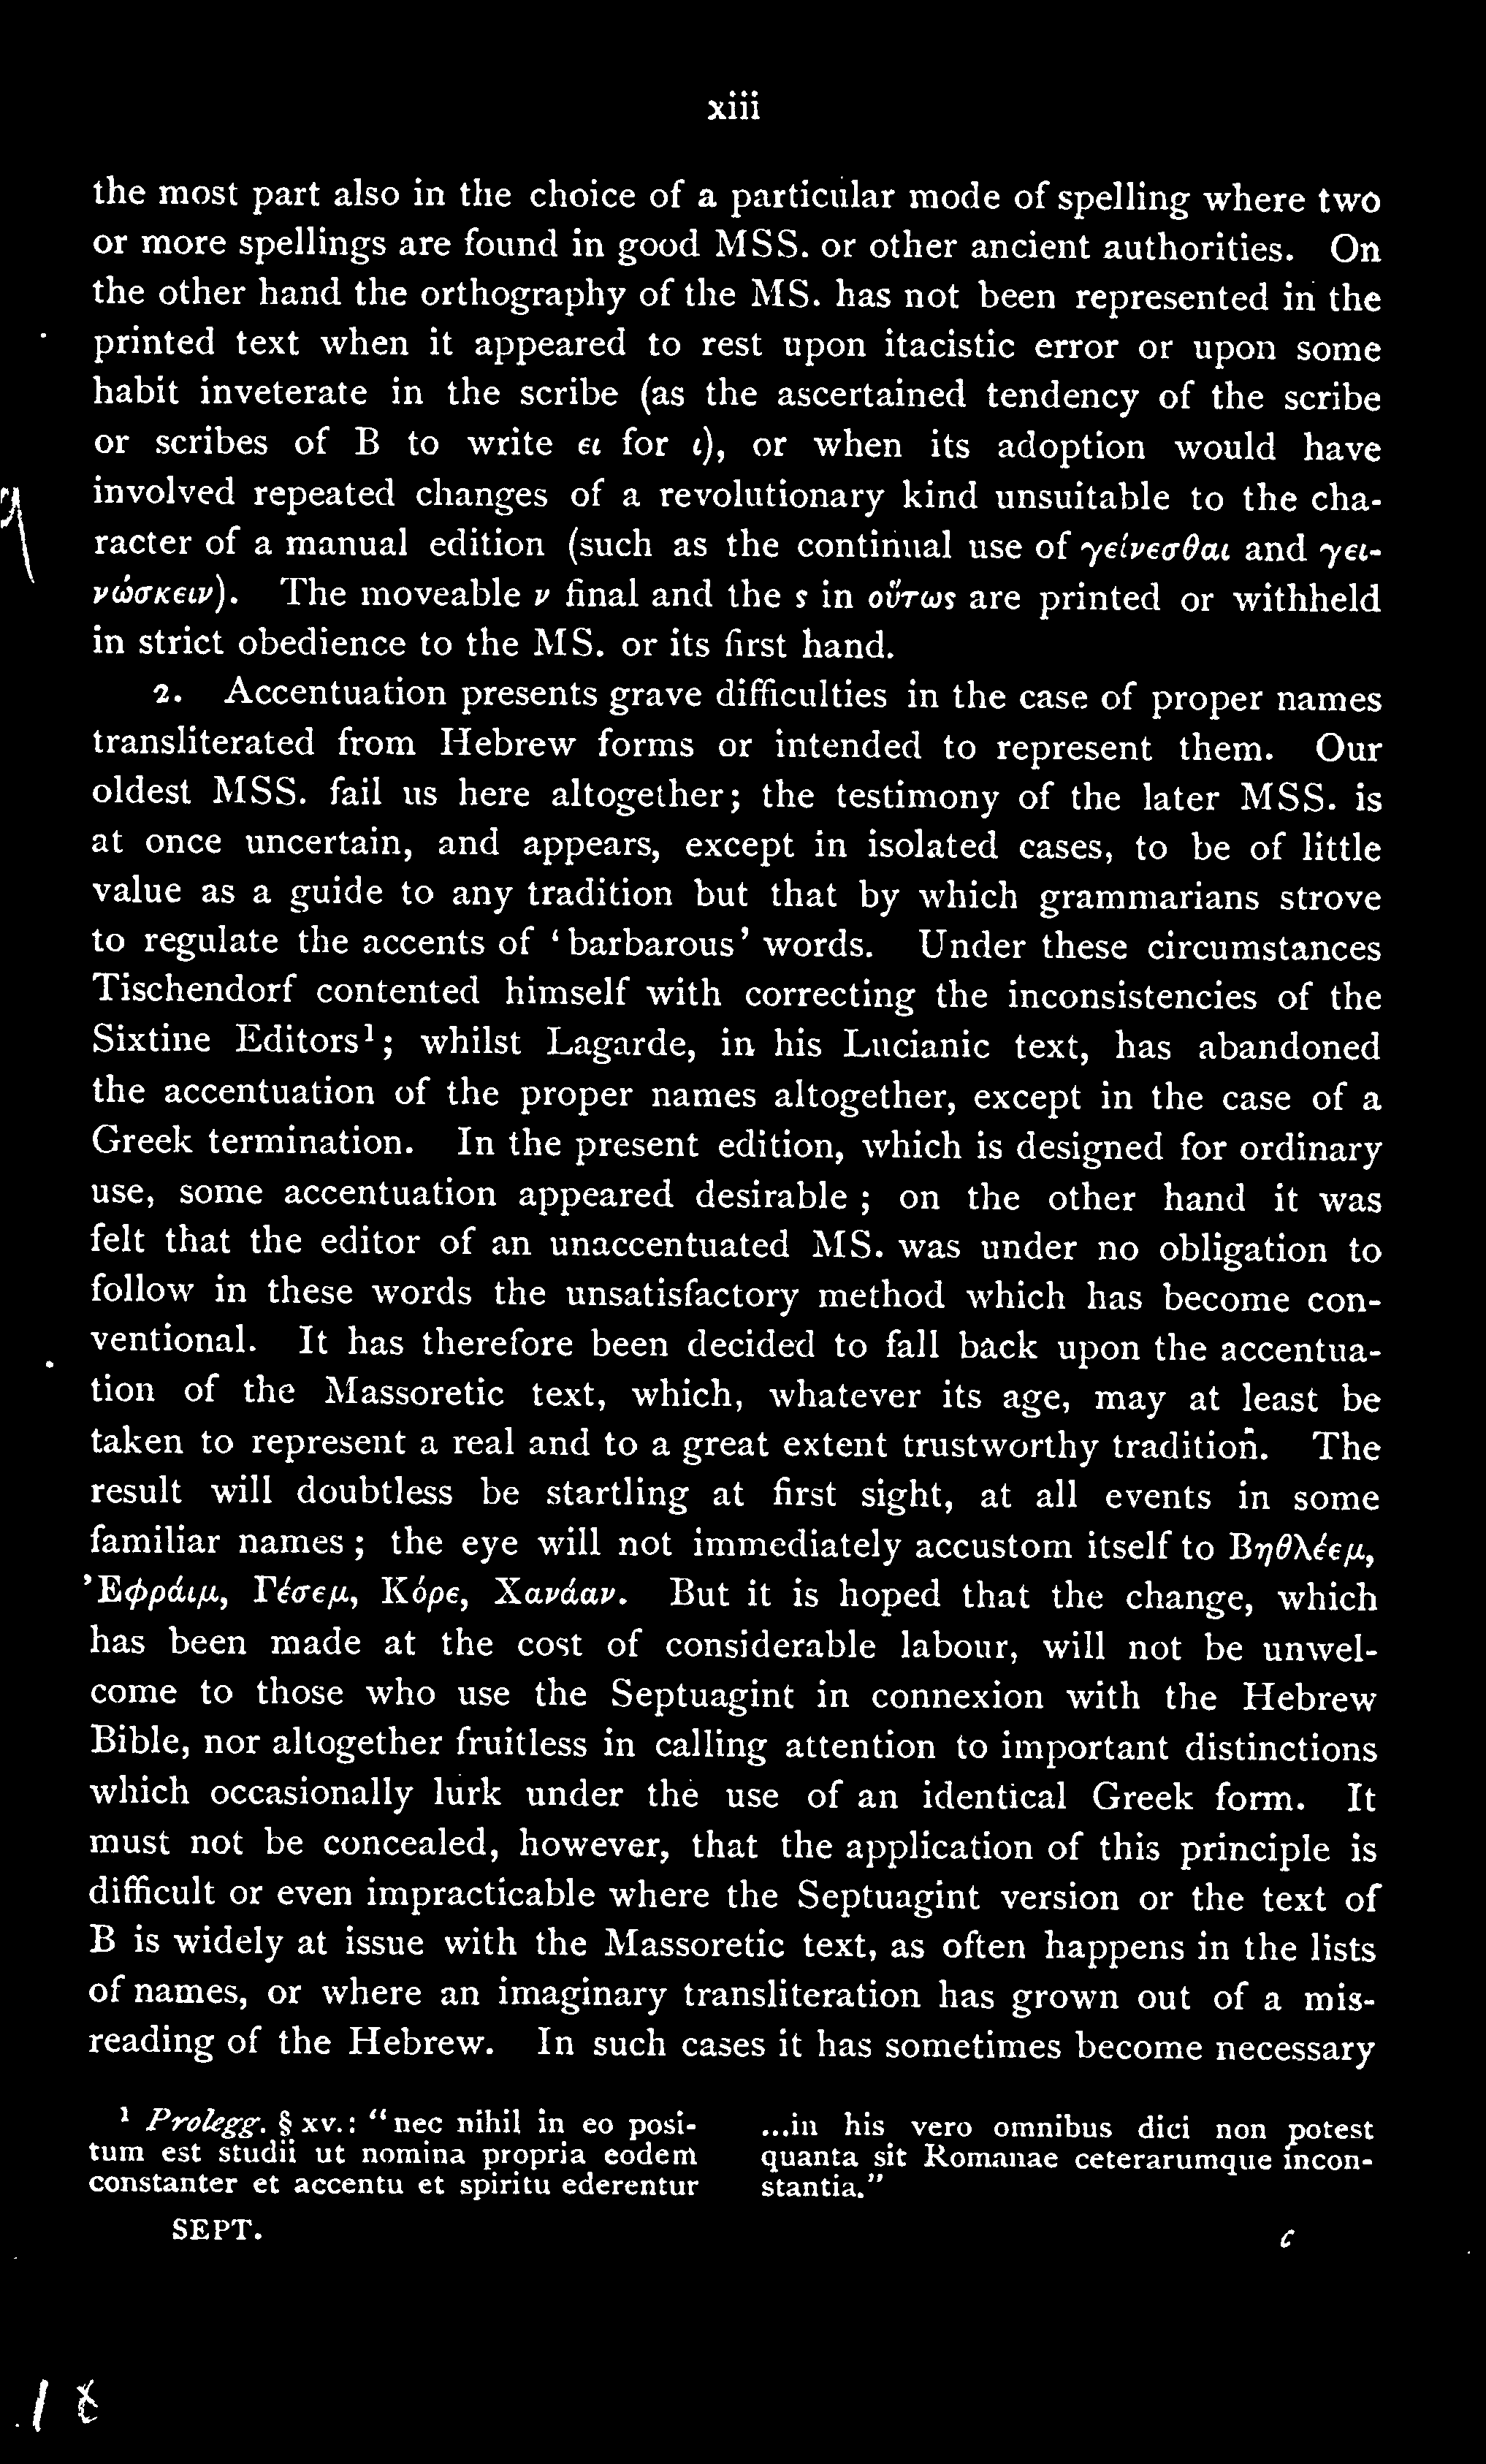 xiii
the most part also in the choice of a particular mode of spelling where two
or more spellings are found in good MSS. or other ancient authorities. On
the other hand the orthography of the MS. has not been represented in the
printed text when it appeared to rest upon itacistic error or upon some
habit inveterate in the scribe (as the ascertained tendency of the scribe
or scribes of B to write ει for ι), or when its adoption would have
involved repeated changes of a revolutionary kind unsuitable to the cha-
racter of a manual edition (such as the continual use of γείνεσθαι and γει-
νώσκειν). The moveable ν final and the s in οὕτως are printed or withheld
in strict obedience to the MS. or its first hand.
2. Accentuation presents grave difficulties in the case of proper names
transliterated from Hebrew forms or intended to represent them. Our
oldest MSS. fail us here altogether; the testimony of the later MSS. is
at once uncertain, and appears, except in isolated cases, to be of little
value as a guide to any tradition but that by which grammarians strove
to regulate the accents of ‘barbarous’ words. Under these circumstances
Tischendorf contented himself with correcting the inconsistencies of the
Sixtine Editors¹; whilst Lagarde, in his Lucianic text, has abandoned
the accentuation of the proper names altogether, except in the case of a
Greek termination. In the present edition, which is designed for ordinary
use, some accentuation appeared desirable; on the other hand it was
felt that the editor of an unaccentuated MS. was under no obligation to
follow in these words the unsatisfactory method which has become con-
ventional. It has therefore been decided to fall back upon the accentua-
tion of the Massoretic text, which, whatever its age, may at least be
taken to represent a real and to a great extent trustworthy tradition. The
result will doubtless be startling at first sight, at all events in some
familiar names; the eye will not immediately accustom itself to Βηθλέεμ,
Ἐφράιμ, Γέσεμ, Κόρε, Χανάαν. But it is hoped that the change, which
has been made at the cost of considerable labour, will not be unwel-
come to those who use the Septuagint in connexion with the Hebrew
Bible, nor altogether fruitless in calling attention to important distinctions
which occasionally lurk under the use of an identical Greek form. It
must not be concealed, however, that the application of this principle is
difficult or even impracticable where the Septuagint version or the text of
B is widely at issue with the Massoretic text, as often happens in the lists
of names, or where an imaginary transliteration has grown out of a mis-
reading of the Hebrew. In such cases it has sometimes become necessary
¹ Prolegg. § xv.: “nec nihil in eo posi-
tum est studii ut nomina propria eodem
constanter et accentu et spiritu ederentur
...in his vero omnibus dici non potest
quanta sit Romanae ceterarumque incon-
stantia.”
SEPT.
c